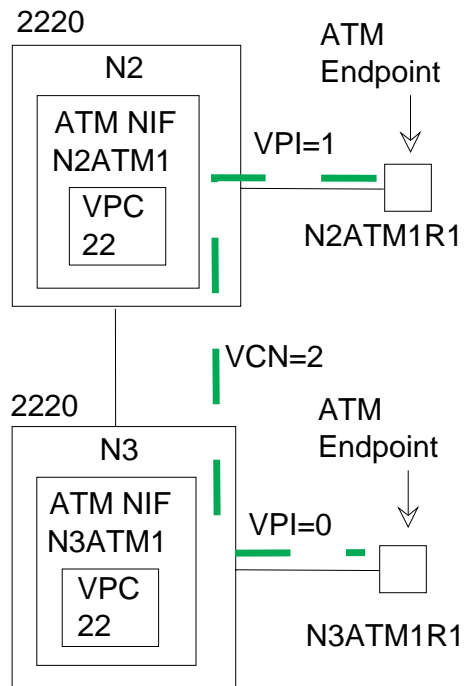 2220
N2
ATM
Endpoint
ATM NIF
N2ATM1
VPI=1
VPC
22
N2ATM1R1
VCN=2
2220
N3
ATM
Endpoint
ATM NIF
N3ATM1
VPI=0
VPC
22
N3ATM1R1